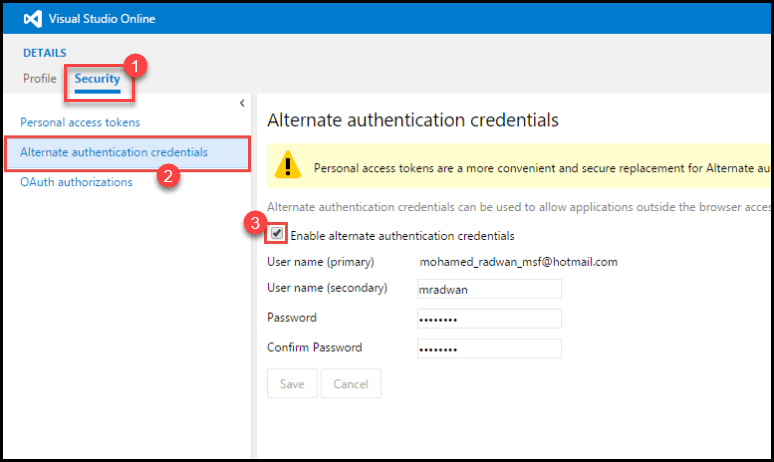 Visual Studio Online
DETAILS
Profile Security
1
Personal access tokens
Alternate authentication credentials
2
OAuth authorizations
Alternate authentication credentials
Personal access tokens are a more convenient and secure replacement for Alternate au
Alternate authentication credentials can be used to allow applications outside the browser acces
3
Enable alternate authentication credentials
User name (primary) mohamed_radwan_msf@hotmail.com
User name (secondary) mradwan
Password ••••••••
Confirm Password ••••••••
Save Cancel